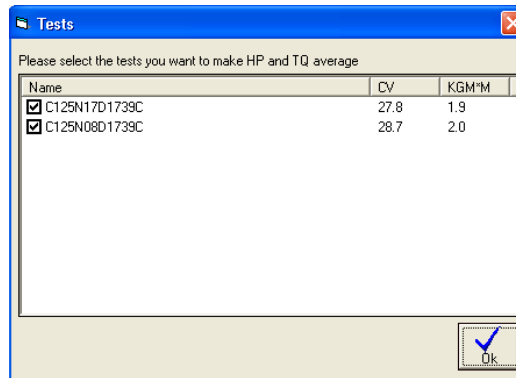 Tests
Please select the tests you want to make HP and TQ average
Name CV KGM*M
C125N17D1739C 27.8 1.9
C125N08D1739C 28.7 2.0
Ok